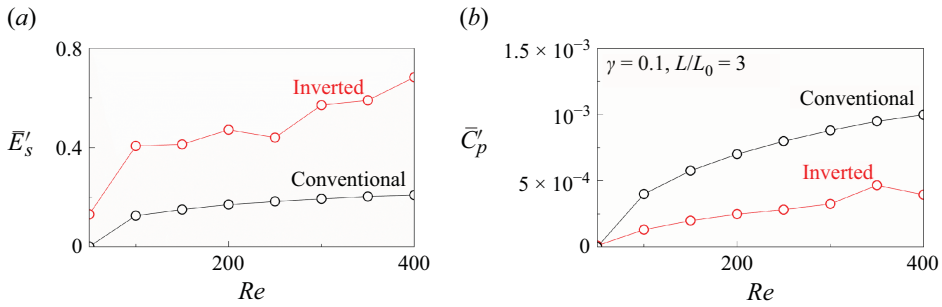 (a)
0.8
Inverted
Ē′ₛ
0.4
Conventional
0
0
200
400
Re
(b)
1.5 × 10⁻³
γ = 0.1, L/L₀ = 3
Conventional
10⁻³
C̄′ₚ
Inverted
5 × 10⁻⁴
0
200
400
Re